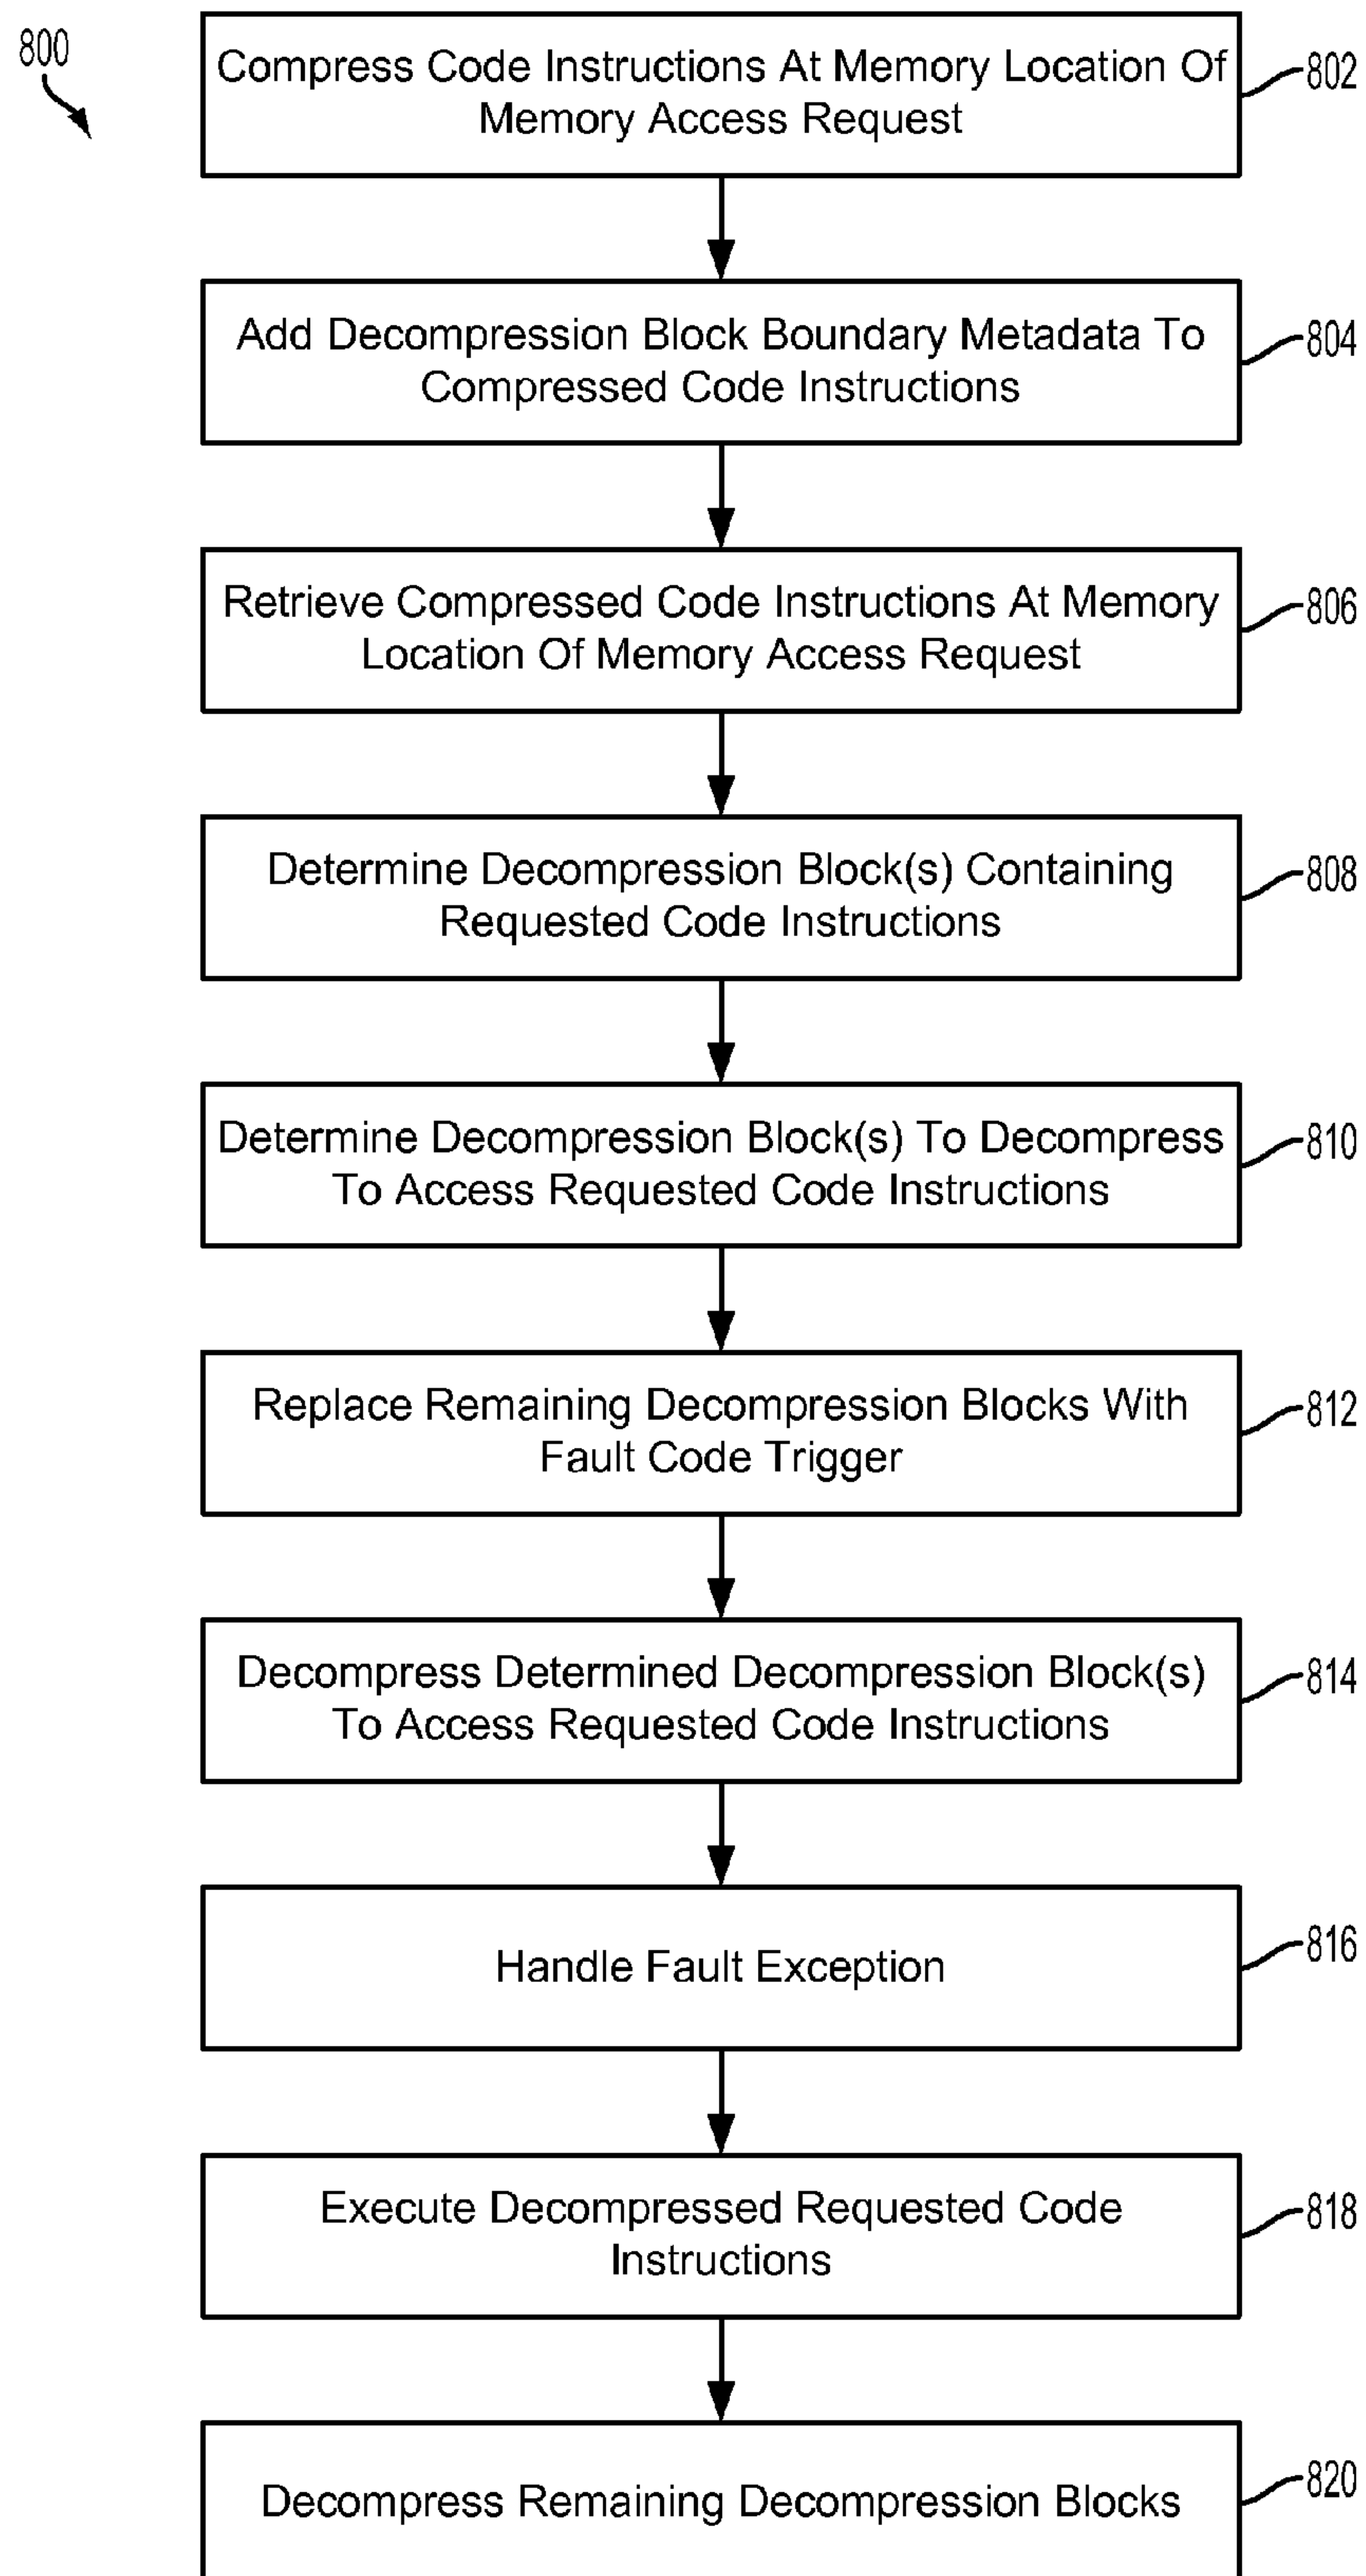 800
Compress Code Instructions At Memory Location Of
Memory Access Request
802
Add Decompression Block Boundary Metadata To
Compressed Code Instructions
804
Retrieve Compressed Code Instructions At Memory
Location Of Memory Access Request
806
Determine Decompression Block(s) Containing
Requested Code Instructions
808
Determine Decompression Block(s) To Decompress
To Access Requested Code Instructions
810
Replace Remaining Decompression Blocks With
Fault Code Trigger
812
Decompress Determined Decompression Block(s)
To Access Requested Code Instructions
814
Handle Fault Exception
816
Execute Decompressed Requested Code
Instructions
818
Decompress Remaining Decompression Blocks
820